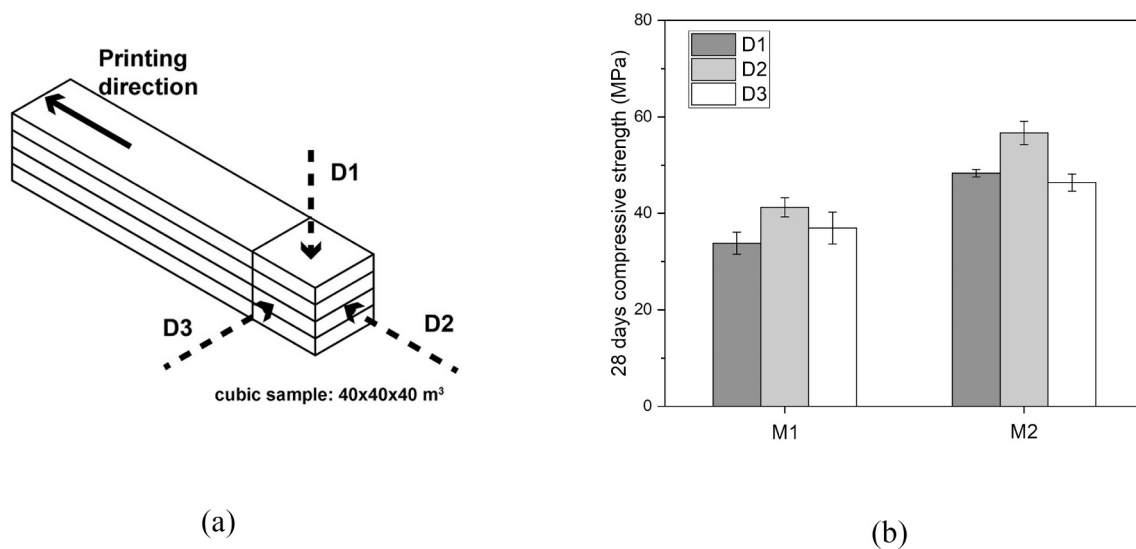 Printing
direction
D1
D3
D2
cubic sample: 40x40x40 m³
(a)
28 days compressive strength (MPa)
80
60
40
20
0
D1
D2
D3
M1
M2
(b)